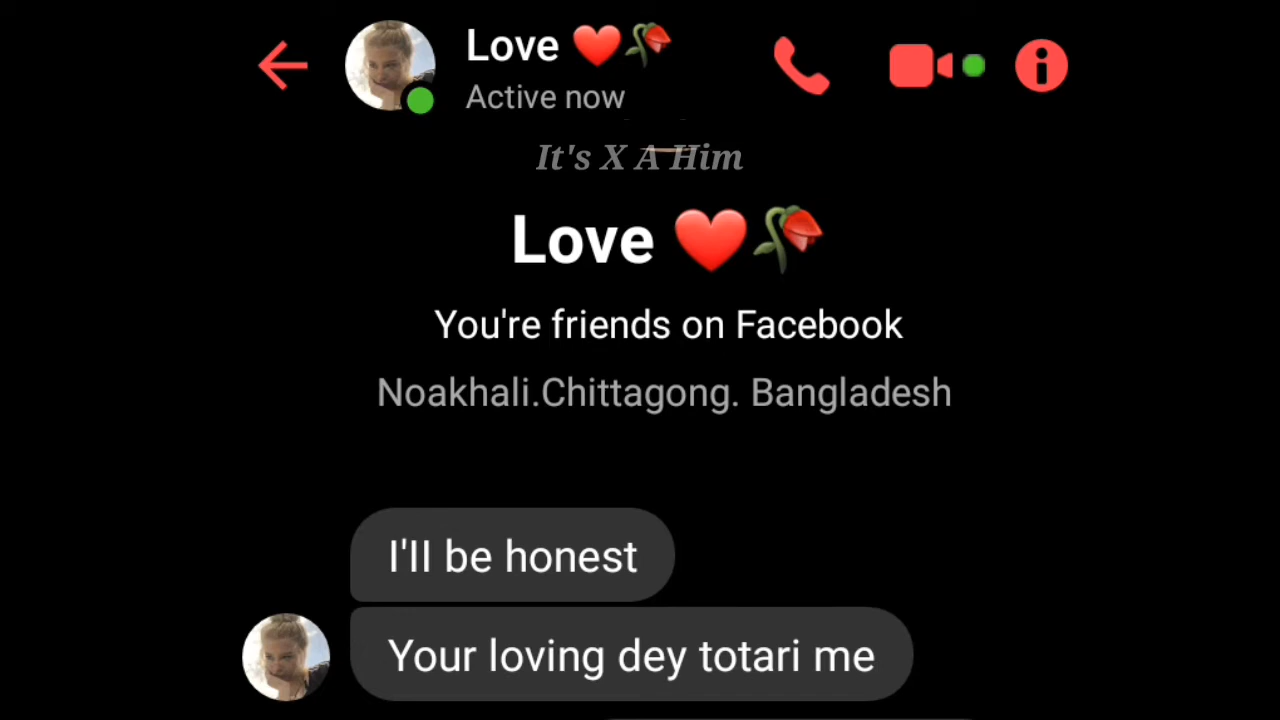 Love ❤️🥀
Active now
It's X A Him
Love ❤️🥀
You're friends on Facebook
Noakhali.Chittagong. Bangladesh
I'll be honest
Your loving dey totari me